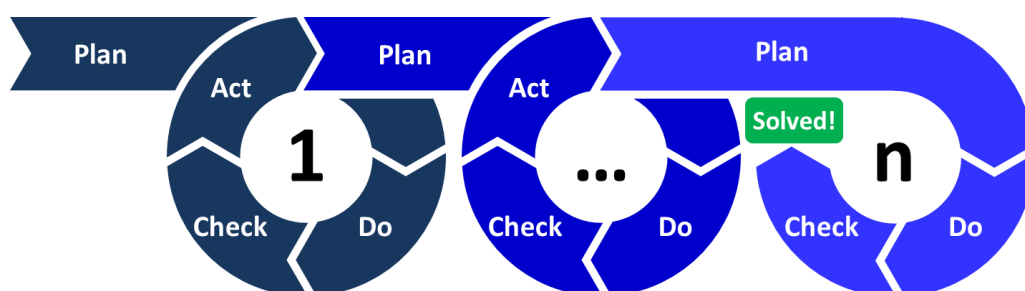 Plan
Act
1
Check
Do
Plan
Act
...
Check
Do
Plan
Solved!
n
Check
Do